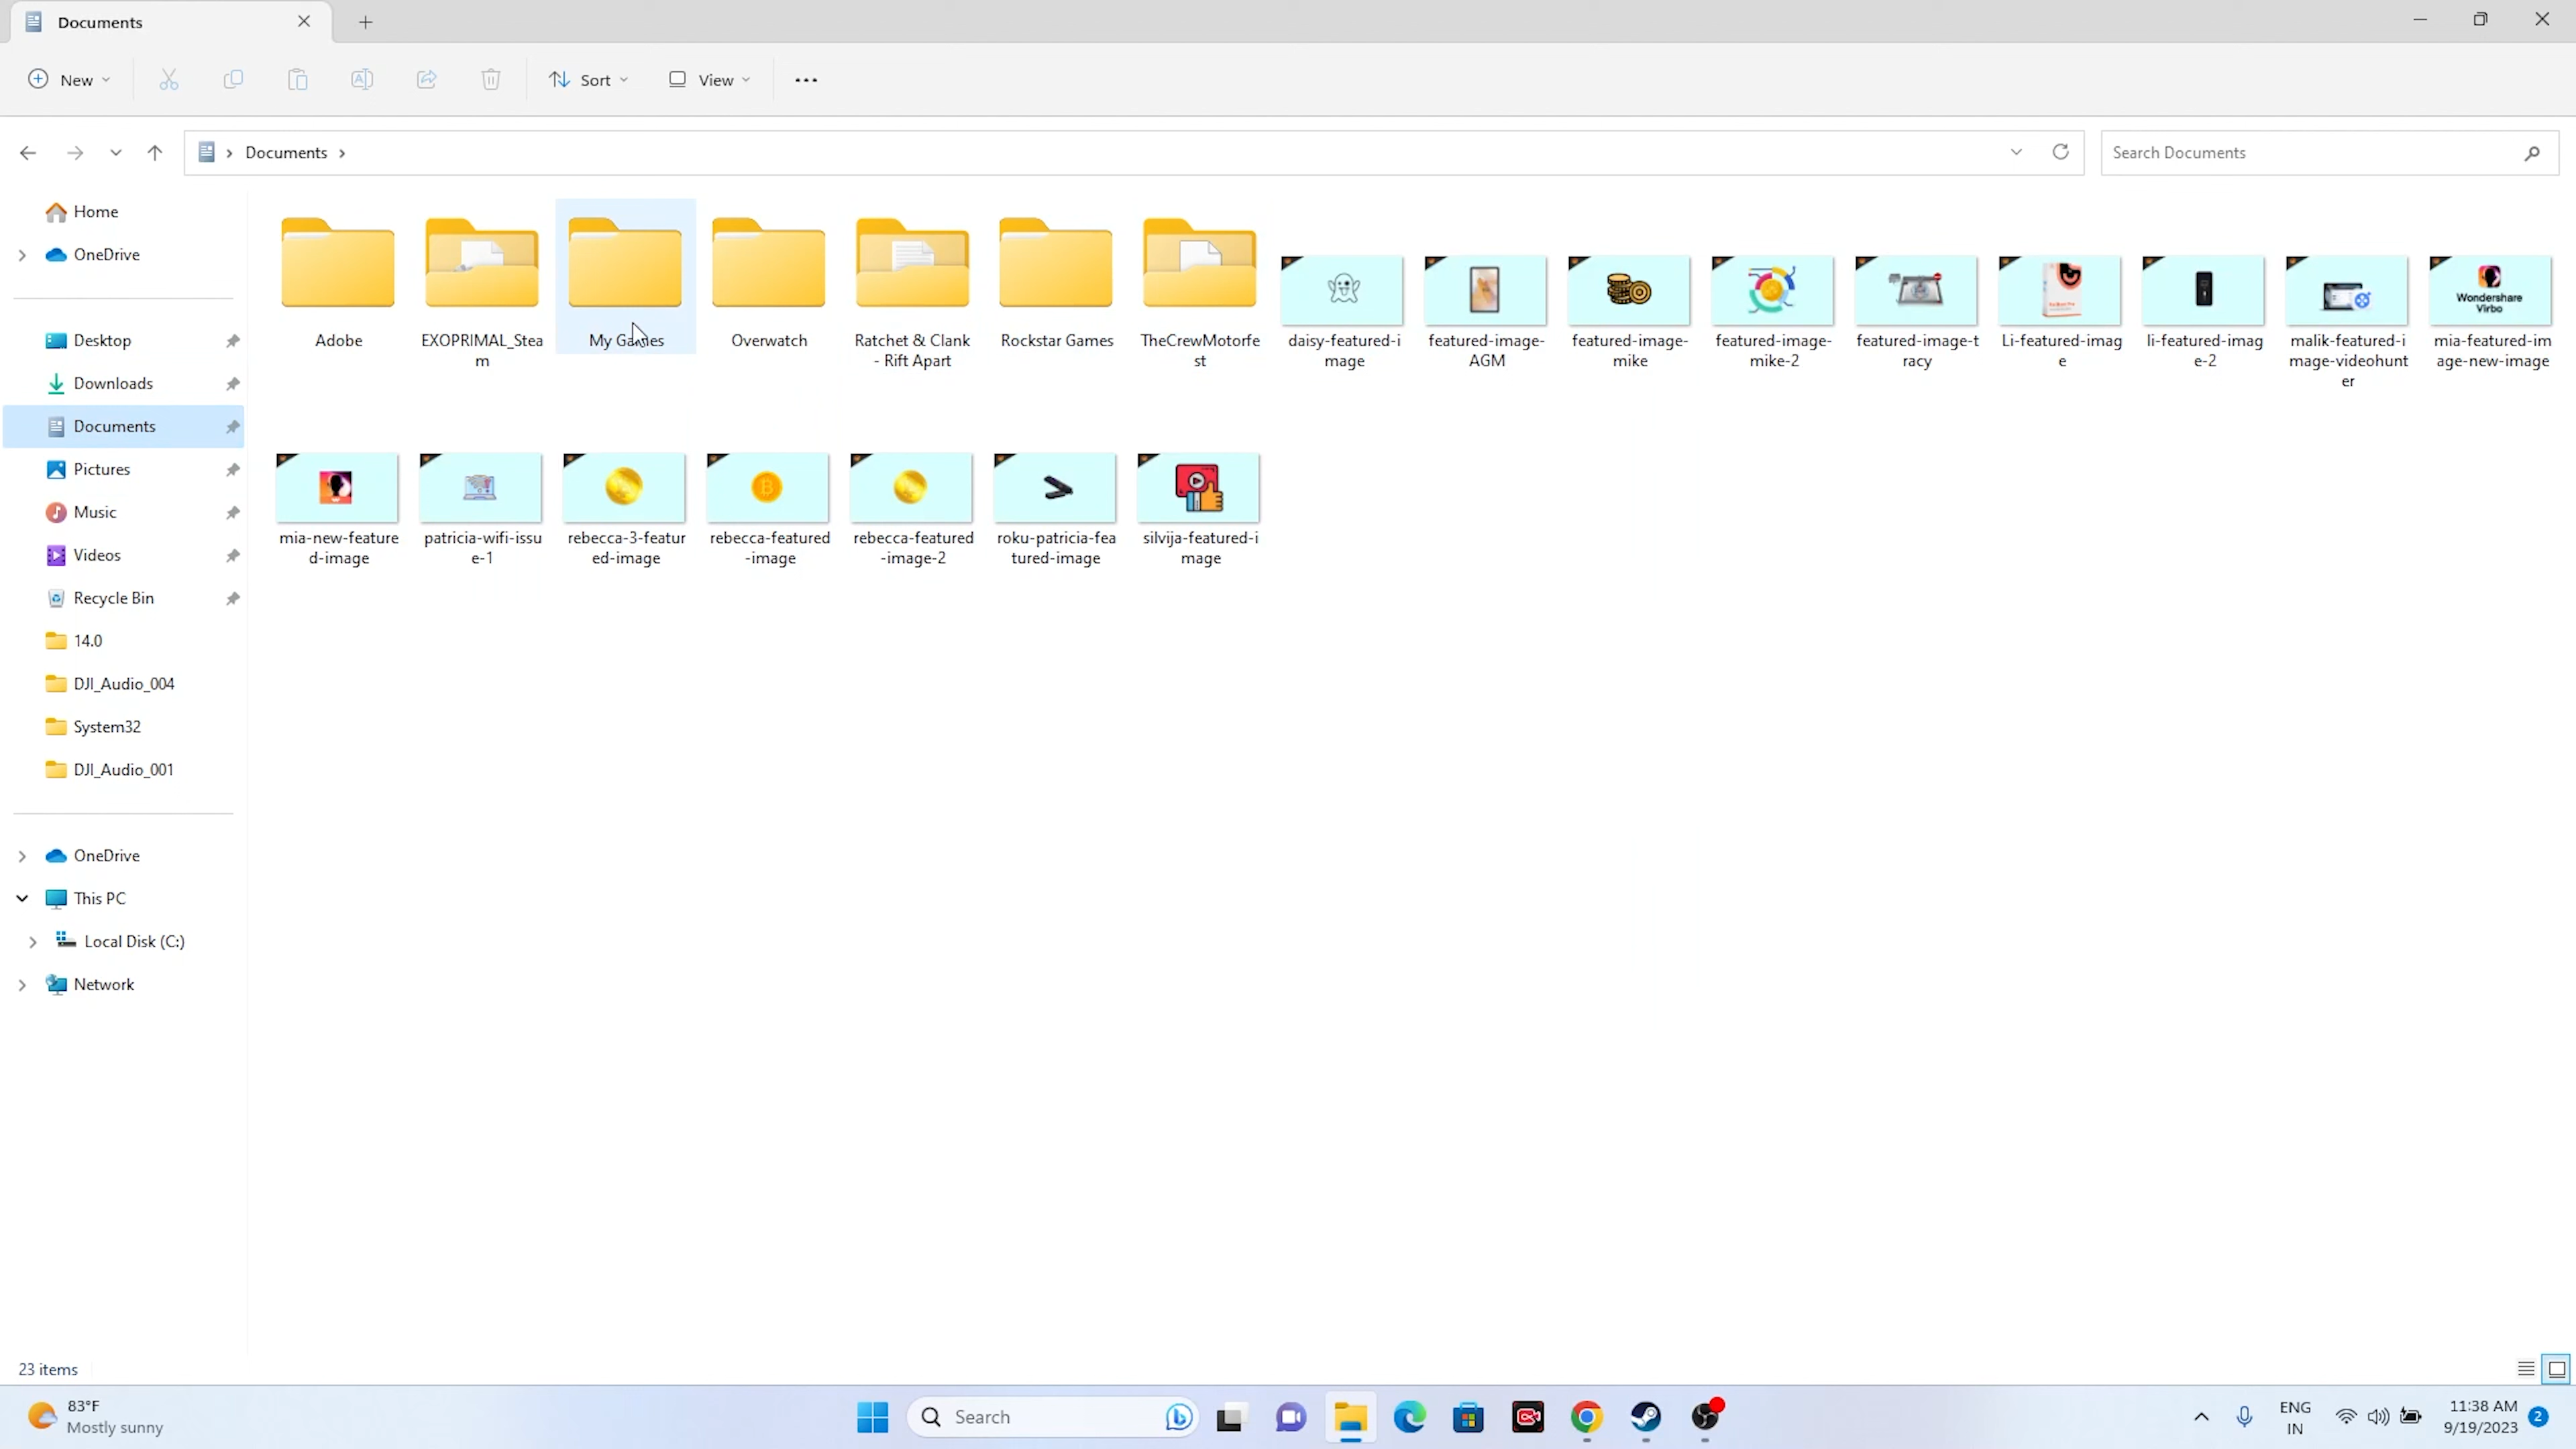 Documents
New
Sort
View
Documents
Search Documents
Home
OneDrive
Desktop
Downloads
Documents
Pictures
Music
Videos
Recycle Bin
14.0
DJI_Audio_004
System32
DJI_Audio_001
OneDrive
This PC
Local Disk (C:)
Network
Adobe
EXOPRIMAL_Stea
m
My Games
Overwatch
Ratchet & Clank
- Rift Apart
Rockstar Games
TheCrewMotorfe
st
daisy-featured-i
mage
featured-image-
AGM
featured-image-
mike
featured-image-
mike-2
featured-image-t
racy
Li-featured-imag
e
li-featured-imag
e-2
malik-featured-i
mage-videohunt
er
Wondershare
Virbo
mia-featured-im
age-new-image
mia-new-feature
d-image
patricia-wifi-issu
e-1
rebecca-3-featur
ed-image
rebecca-featured
-image
rebecca-featured
-image-2
roku-patricia-fea
tured-image
silvija-featured-i
mage
23 items
83°F
Mostly sunny
Search
ENG
IN
11:38 AM
9/19/2023
2